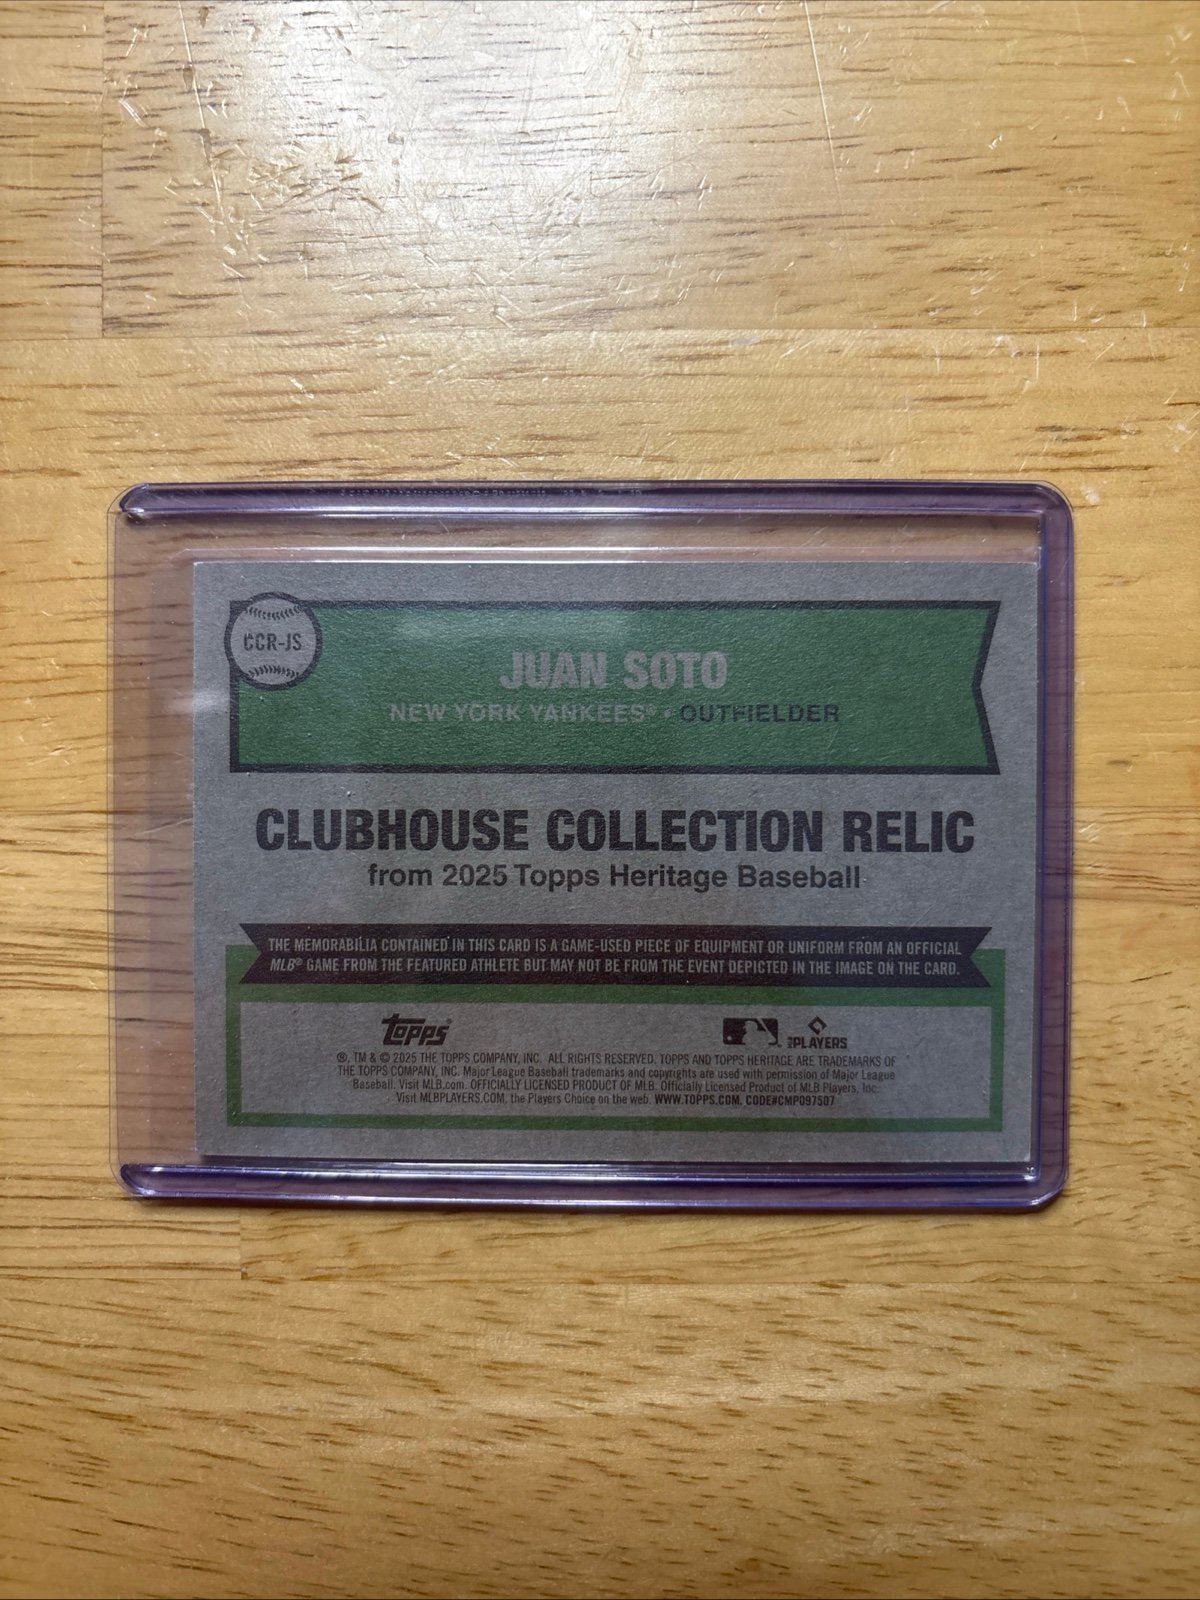 CCR-JS
JUAN SOTO
NEW YORK YANKEES® • OUTFIELDER
CLUBHOUSE COLLECTION RELIC
from 2025 Topps Heritage Baseball
THE MEMORABILIA CONTAINED IN THIS CARD IS A GAME-USED PIECE OF EQUIPMENT OR UNIFORM FROM AN OFFICIAL
MLB® GAME FROM THE FEATURED ATHLETE BUT MAY NOT BE FROM THE EVENT DEPICTED IN THE IMAGE ON THE CARD.
topps®
PLAYERS
®, TM & © 2025 THE TOPPS COMPANY, INC. ALL RIGHTS RESERVED. TOPPS AND TOPPS HERITAGE ARE TRADEMARKS OF
THE TOPPS COMPANY, INC. Major League Baseball trademarks and copyrights are used with permission of Major League
Baseball. Visit MLB.com. OFFICIALLY LICENSED PRODUCT OF MLB. Officially Licensed Product of MLB Players, Inc.
Visit MLBPLAYERS.COM, the Players Choice on the web. WWW.TOPPS.COM. CODE#CMP097507